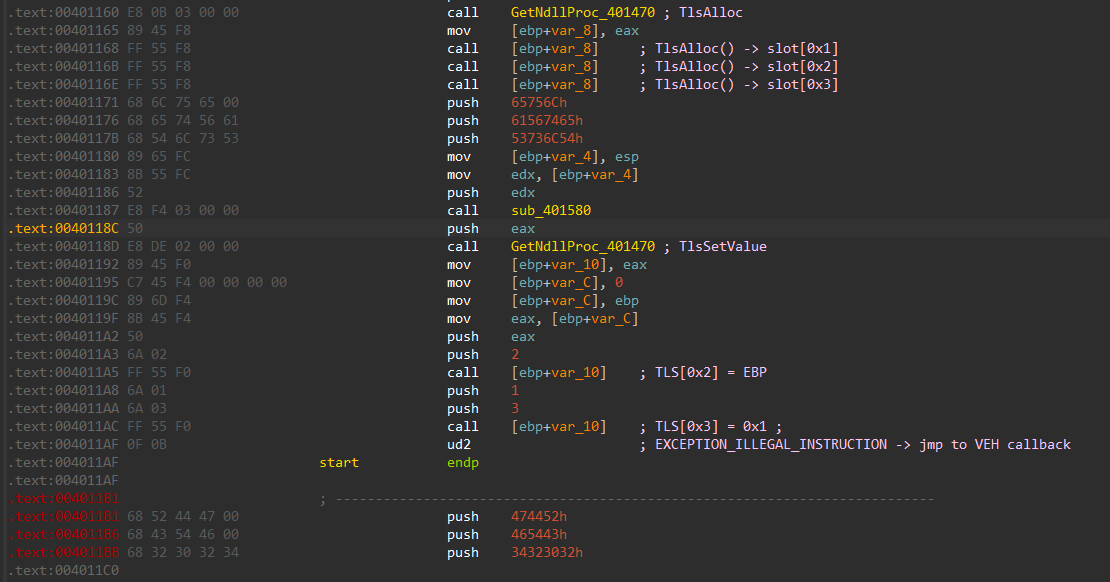 .text:00401160 E8 0B 03 00 00 call GetNdllProc_401470 ; TlsAlloc
.text:00401165 89 45 F8 mov [ebp+var_8], eax
.text:00401168 FF 55 F8 call [ebp+var_8] ; TlsAlloc() -> slot[0x1]
.text:0040116B FF 55 F8 call [ebp+var_8] ; TlsAlloc() -> slot[0x2]
.text:0040116E FF 55 F8 call [ebp+var_8] ; TlsAlloc() -> slot[0x3]
.text:00401171 68 6C 75 65 00 push 65756Ch
.text:00401176 68 65 74 56 61 push 61567465h
.text:0040117B 68 54 6C 73 53 push 53736C54h
.text:00401180 89 65 FC mov [ebp+var_4], esp
.text:00401183 8B 55 FC mov edx, [ebp+var_4]
.text:00401186 52 push edx
.text:00401187 E8 F4 03 00 00 call sub_401580
.text:0040118C 50 push eax
.text:0040118D E8 DE 02 00 00 call GetNdllProc_401470 ; TlsSetValue
.text:00401192 89 45 F0 mov [ebp+var_10], eax
.text:00401195 C7 45 F4 00 00 00 00 mov [ebp+var_C], 0
.text:0040119C 89 6D F4 mov [ebp+var_C], ebp
.text:0040119F 8B 45 F4 mov eax, [ebp+var_C]
.text:004011A2 50 push eax
.text:004011A3 6A 02 push 2
.text:004011A5 FF 55 F0 call [ebp+var_10] ; TLS[0x2] = EBP
.text:004011A8 6A 01 push 1
.text:004011AA 6A 03 push 3
.text:004011AC FF 55 F0 call [ebp+var_10] ; TLS[0x3] = 0x1 ;
.text:004011AF 0F 0B ud2 ; EXCEPTION_ILLEGAL_INSTRUCTION -> jmp to VEH callback
.text:004011AF start endp
.text:004011AF
.text:004011B1 ; ---------------------------------------------------------------------------
.text:004011B1 68 52 44 47 00 push 474452h
.text:004011B6 68 43 54 46 00 push 465443h
.text:004011BB 68 32 30 32 34 push 34323032h
.text:004011C0